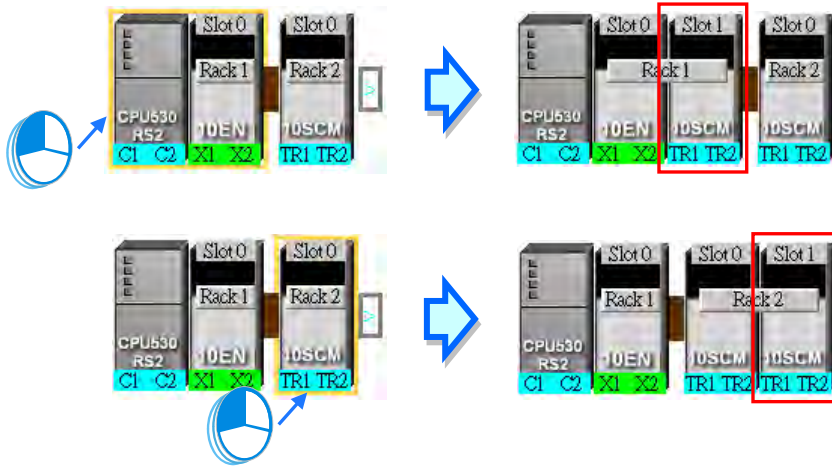 Slot 0 Slot 0
Rack 1 Rack 2
CPU530
RS2 10EN 10SCM
C1 C2 X1 X2 TR1 TR2
Slot 0 Slot 1 Slot 0
Rack 1 Rack 2
CPU530
RS2 10EN 10SCM 10SCM
C1 C2 X1 X2 TR1 TR2 TR1 TR2
Slot 0 Slot 0
Rack 1 Rack 2
CPU530
RS2 10EN 10SCM
C1 C2 X1 X2 TR1 TR2
Slot 0 Slot 0 Slot 1
Rack 1 Rack 2
CPU530
RS2 10EN 10SCM 10SCM
C1 C2 X1 X2 TR1 TR2 TR1 TR2